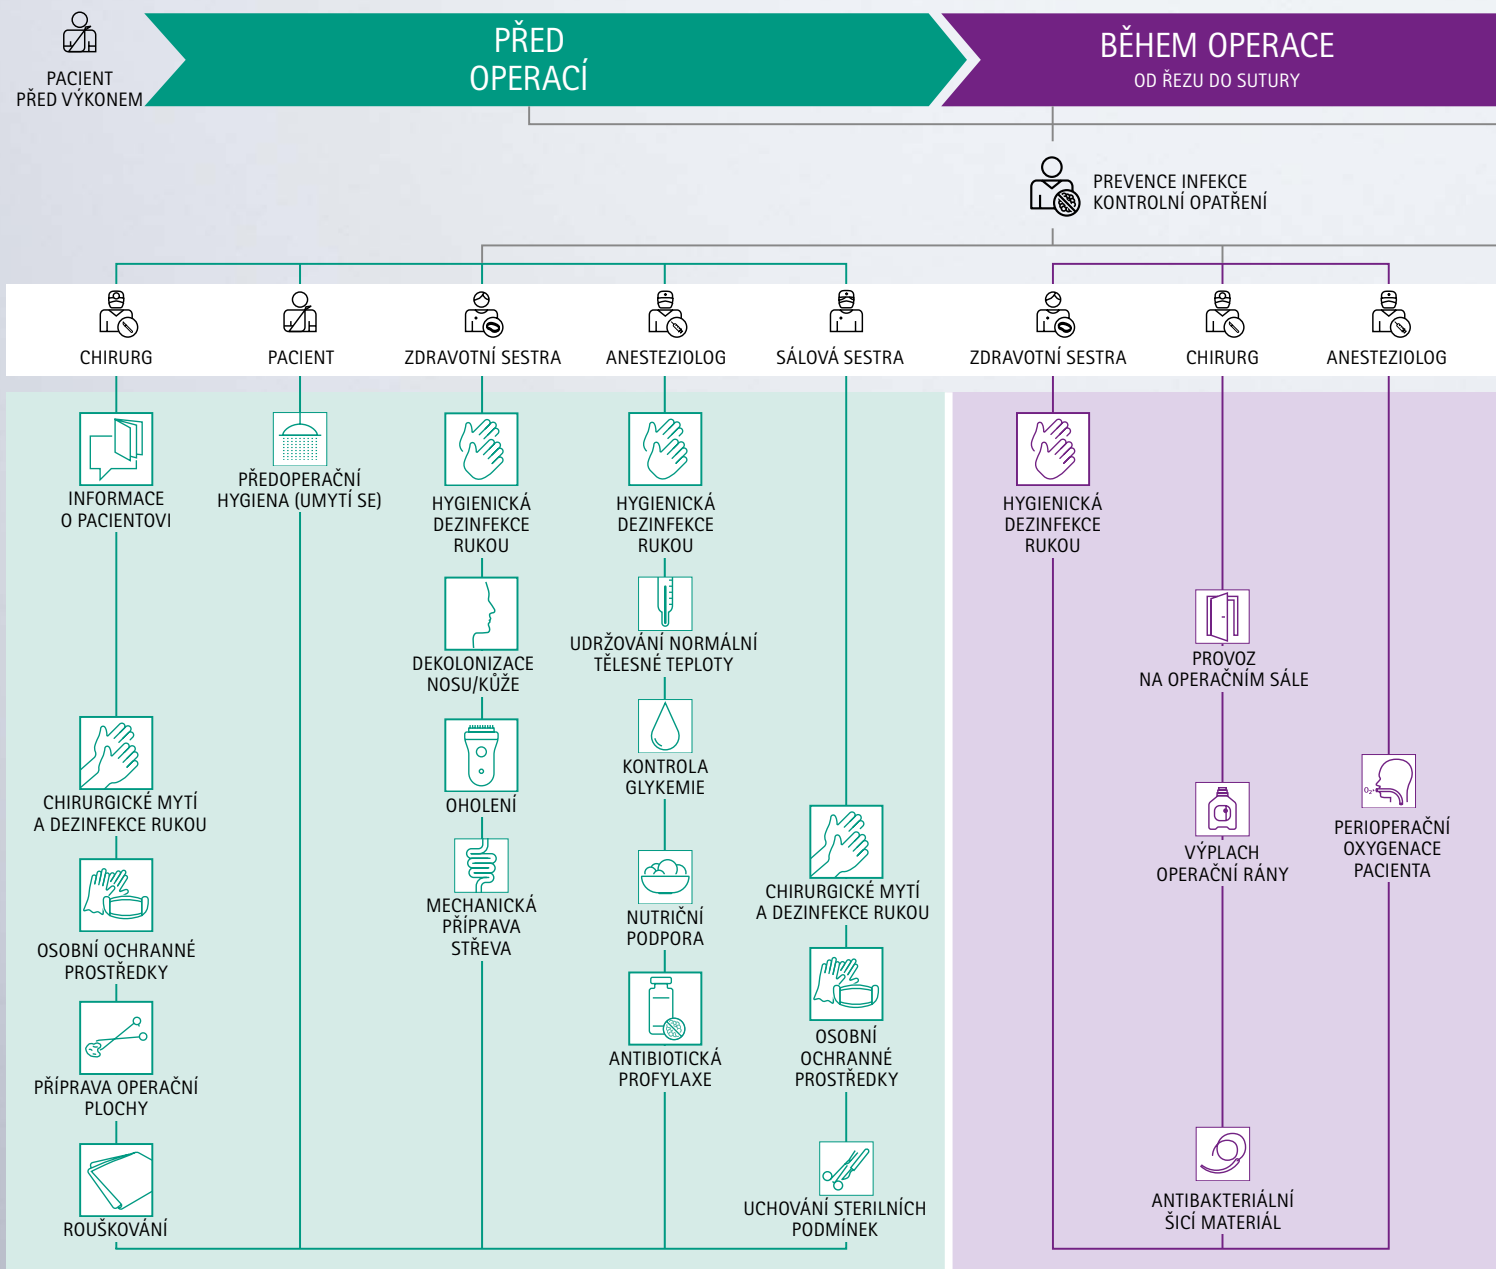 PACIENT
PŘED VÝKONEM
PŘED
OPERACÍ
BĚHEM OPERACE
OD ŘEZU DO SUTURY
PREVENCE INFEKCE
KONTROLNÍ OPATŘENÍ
CHIRURG
PACIENT
ZDRAVOTNÍ SESTRA
ANESTEZIOLOG
SÁLOVÁ SESTRA
ZDRAVOTNÍ SESTRA
CHIRURG
ANESTEZIOLOG
INFORMACE
O PACIENTOVI
CHIRURGICKÉ MYTÍ
A DEZINFEKCE RUKOU
OSOBNÍ OCHRANNÉ
PROSTŘEDKY
PŘÍPRAVA OPERAČNÍ
PLOCHY
ROUŠKOVÁNÍ
PŘEDOPERAČNÍ
HYGIENA (UMYTÍ SE)
HYGIENICKÁ
DEZINFEKCE
RUKOU
DEKOLONIZACE
NOSU/KŮŽE
OHOLENÍ
MECHANICKÁ
PŘÍPRAVA
STŘEVA
HYGIENICKÁ
DEZINFEKCE
RUKOU
UDRŽOVÁNÍ NORMÁLNÍ
TĚLESNÉ TEPLOTY
KONTROLA
GLYKEMIE
NUTRIČNÍ
PODPORA
ANTIBIOTICKÁ
PROFYLAXE
CHIRURGICKÉ MYTÍ
A DEZINFEKCE RUKOU
OSOBNÍ
OCHRANNÉ
PROSTŘEDKY
UCHOVÁNÍ STERILNÍCH
PODMÍNEK
HYGIENICKÁ
DEZINFEKCE
RUKOU
PROVOZ
NA OPERAČNÍM SÁLE
VÝPLACH
OPERAČNÍ RÁNY
ANTIBAKTERIÁLNÍ
ŠICÍ MATERIÁL
O₂
PERIOPERAČNÍ
OXYGENACE
PACIENTA